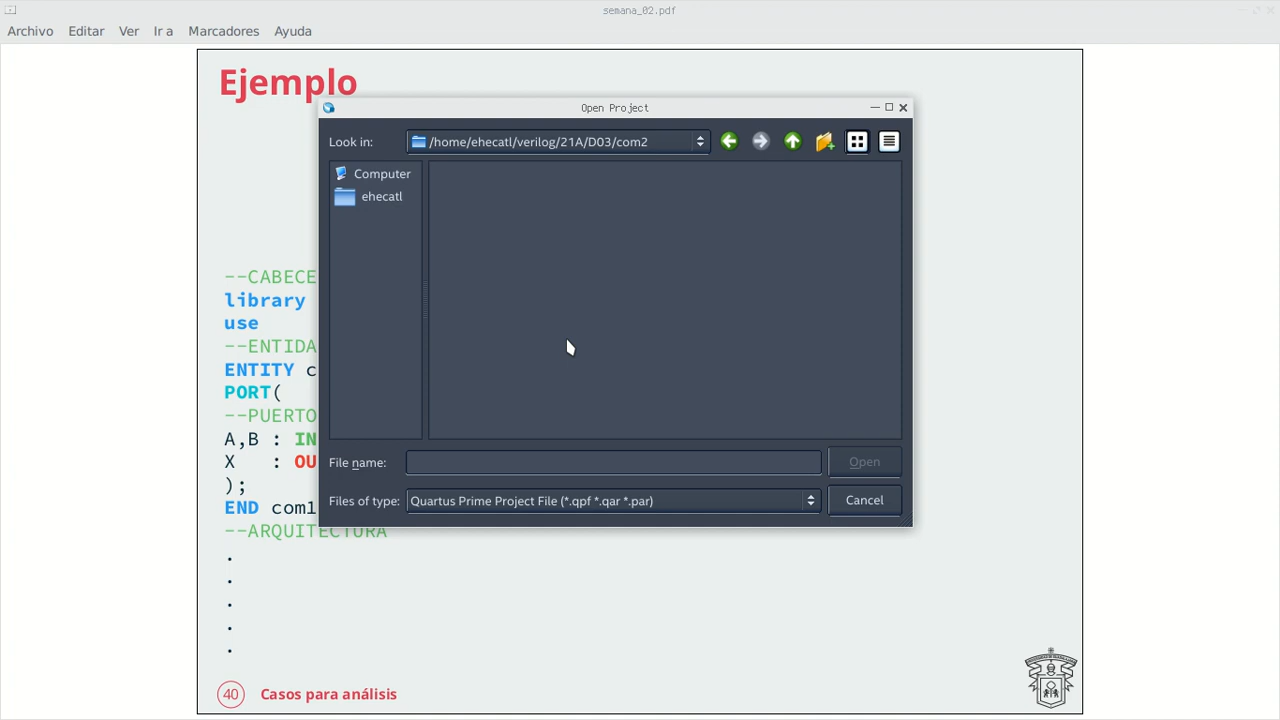 semana_02.pdf
Archivo Editar Ver Ir a Marcadores Ayuda
Ejemplo
Open Project
Look in: /home/ehecatl/verilog/21A/D03/com2
Computer
ehecatl
File name: Open
Files of type: Quartus Prime Project File (*.qpf *.qar *.par) Cancel
--CABECE
library
use
--ENTIDA
ENTITY c
PORT(
--PUERTO
A,B : IN
X : OU
);
END com1
--ARQUITECTURA
.
.
.
.
.
40 Casos para análisis